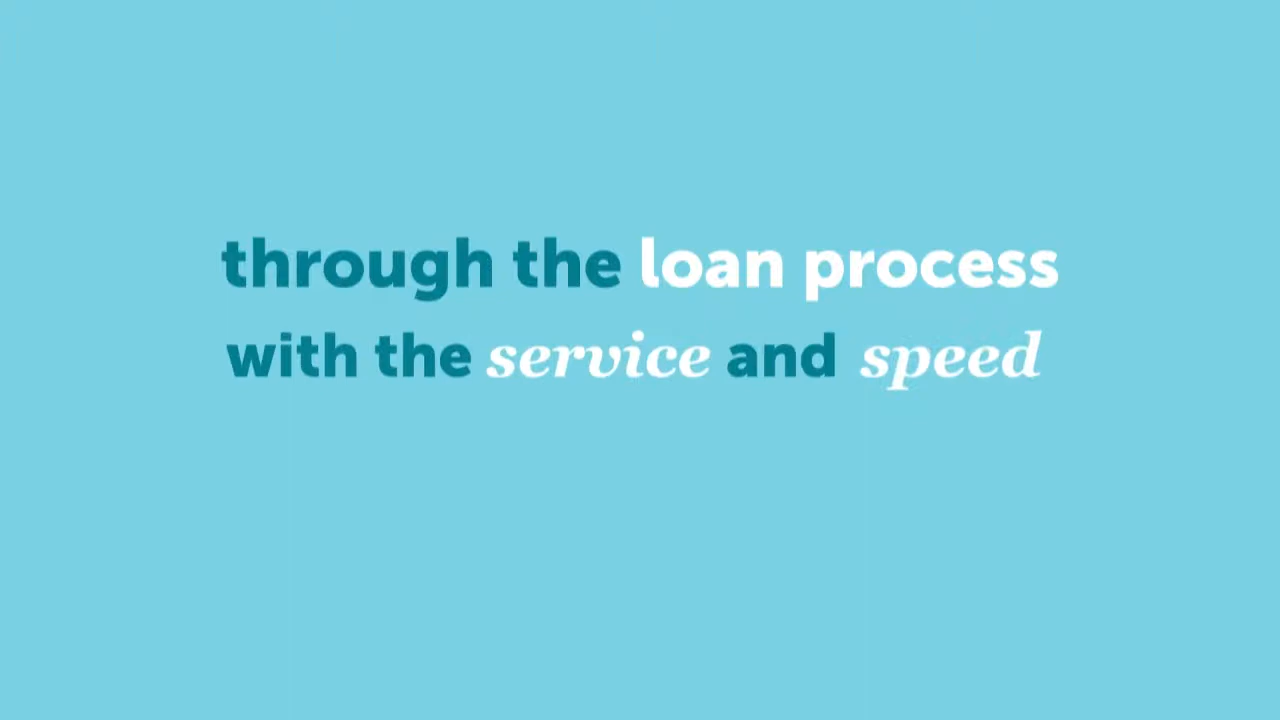 through the loan process
with the service and speed